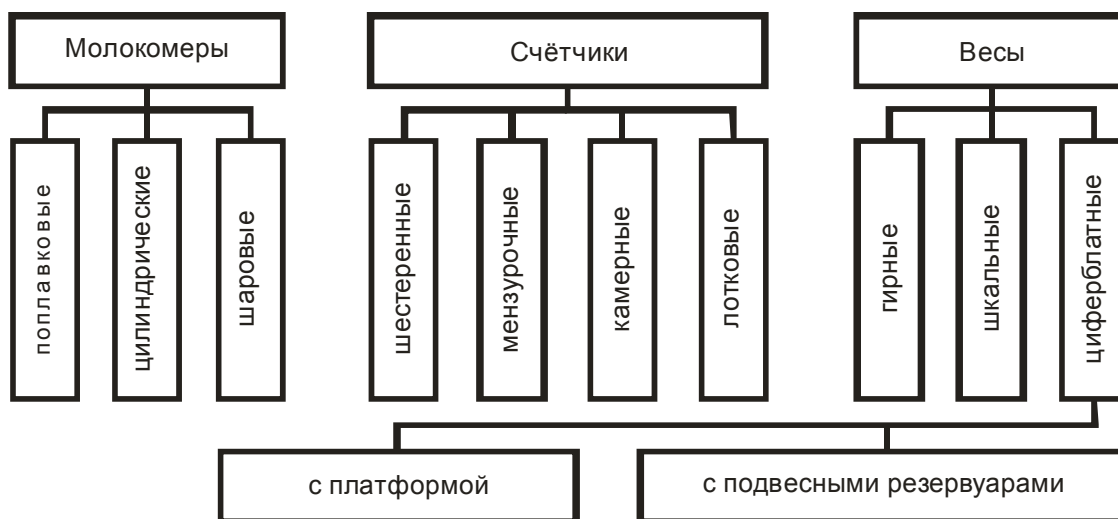 Молокомеры
Счётчики
Весы
поплавковые
цилиндрические
шаровые
шестеренные
мензурочные
камерные
лотковые
гирные
шкальные
циферблатные
с платформой
с подвесными резервуарами